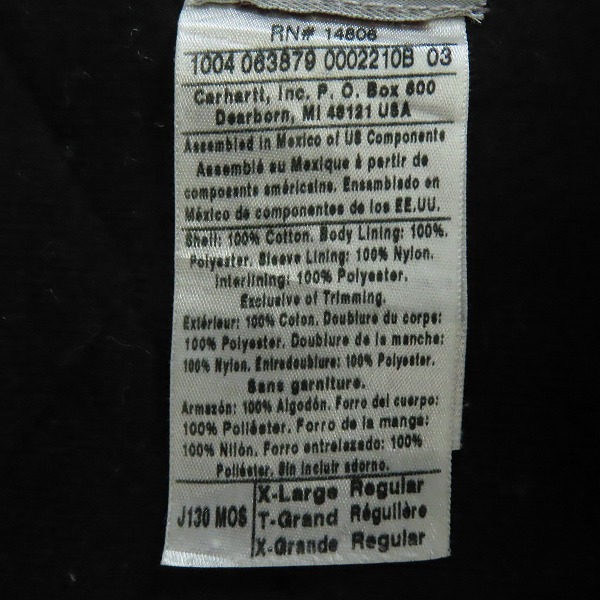 RN# 14806
1004 063879 0002210B 03
Carhartt, Inc. P. O. Box 600
Dearborn, MI 48121 USA
Assembled in Mexico of US Components
Assemblé au Mexique à partir de
composants américains. Ensamblado en
México de componentes de los EE.UU.
Shell: 100% Cotton. Body Lining: 100%.
Polyester. Sleeve Lining: 100% Nylon.
Interlining: 100% Polyester.
Exclusive of Trimming.
Extérieur: 100% Coton. Doublure du corps:
100% Polyester. Doublure de la manche:
100% Nylon. Entredoublure: 100% Polyester.
Sans garniture.
Armazón: 100% Algodón. Forro del cuerpo:
100% Poliéster. Forro de la manga:
100% Nilón. Forro entrelazado: 100%
Poliéster. Sin incluir adorno.
J130 MOS
X-Large Regular
T-Grand Régulière
X-Grande Regular